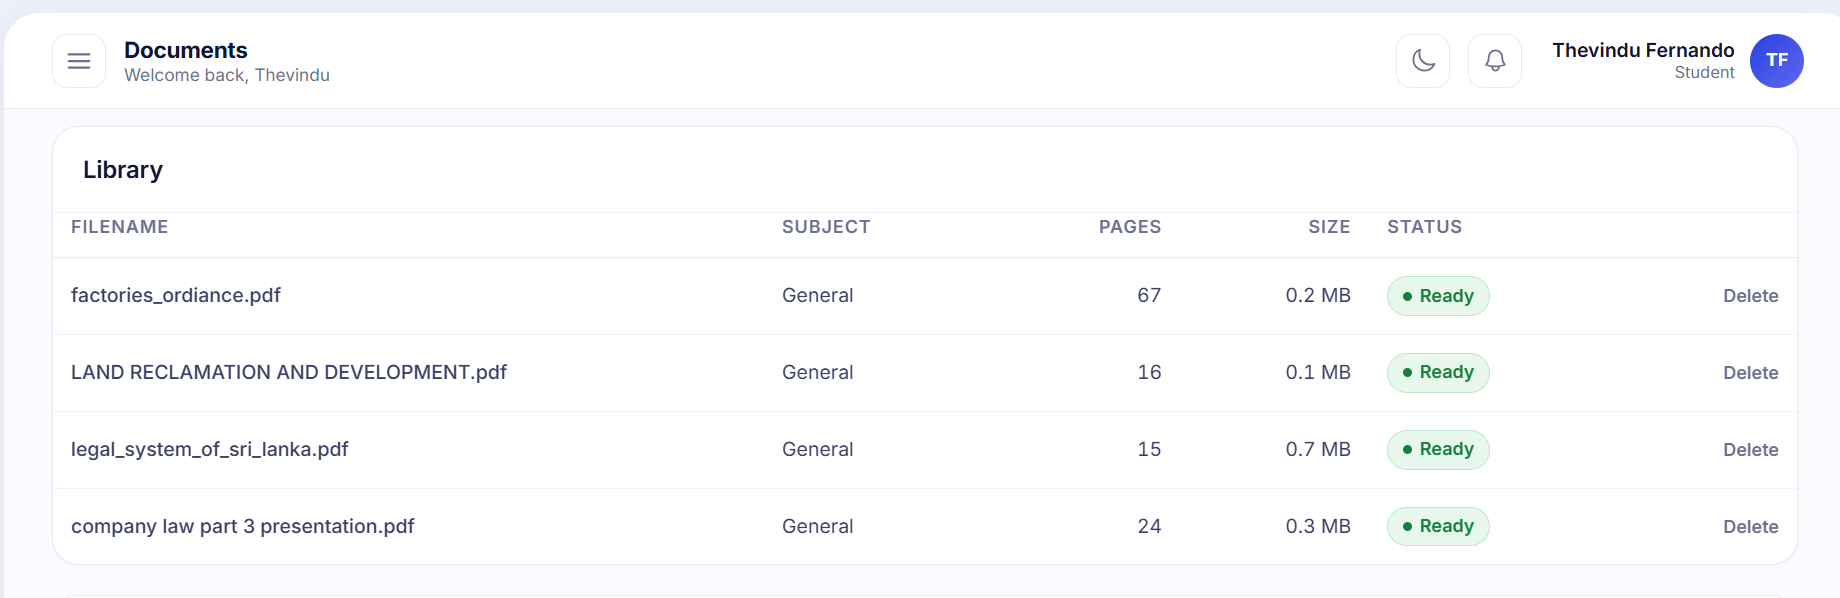 Documents
Welcome back, Thevindu
Thevindu Fernando
Student
TF
Library
FILENAME SUBJECT PAGES SIZE STATUS
factories_ordiance.pdf General 67 0.2 MB Ready Delete
LAND RECLAMATION AND DEVELOPMENT.pdf General 16 0.1 MB Ready Delete
legal_system_of_sri_lanka.pdf General 15 0.7 MB Ready Delete
company law part 3 presentation.pdf General 24 0.3 MB Ready Delete